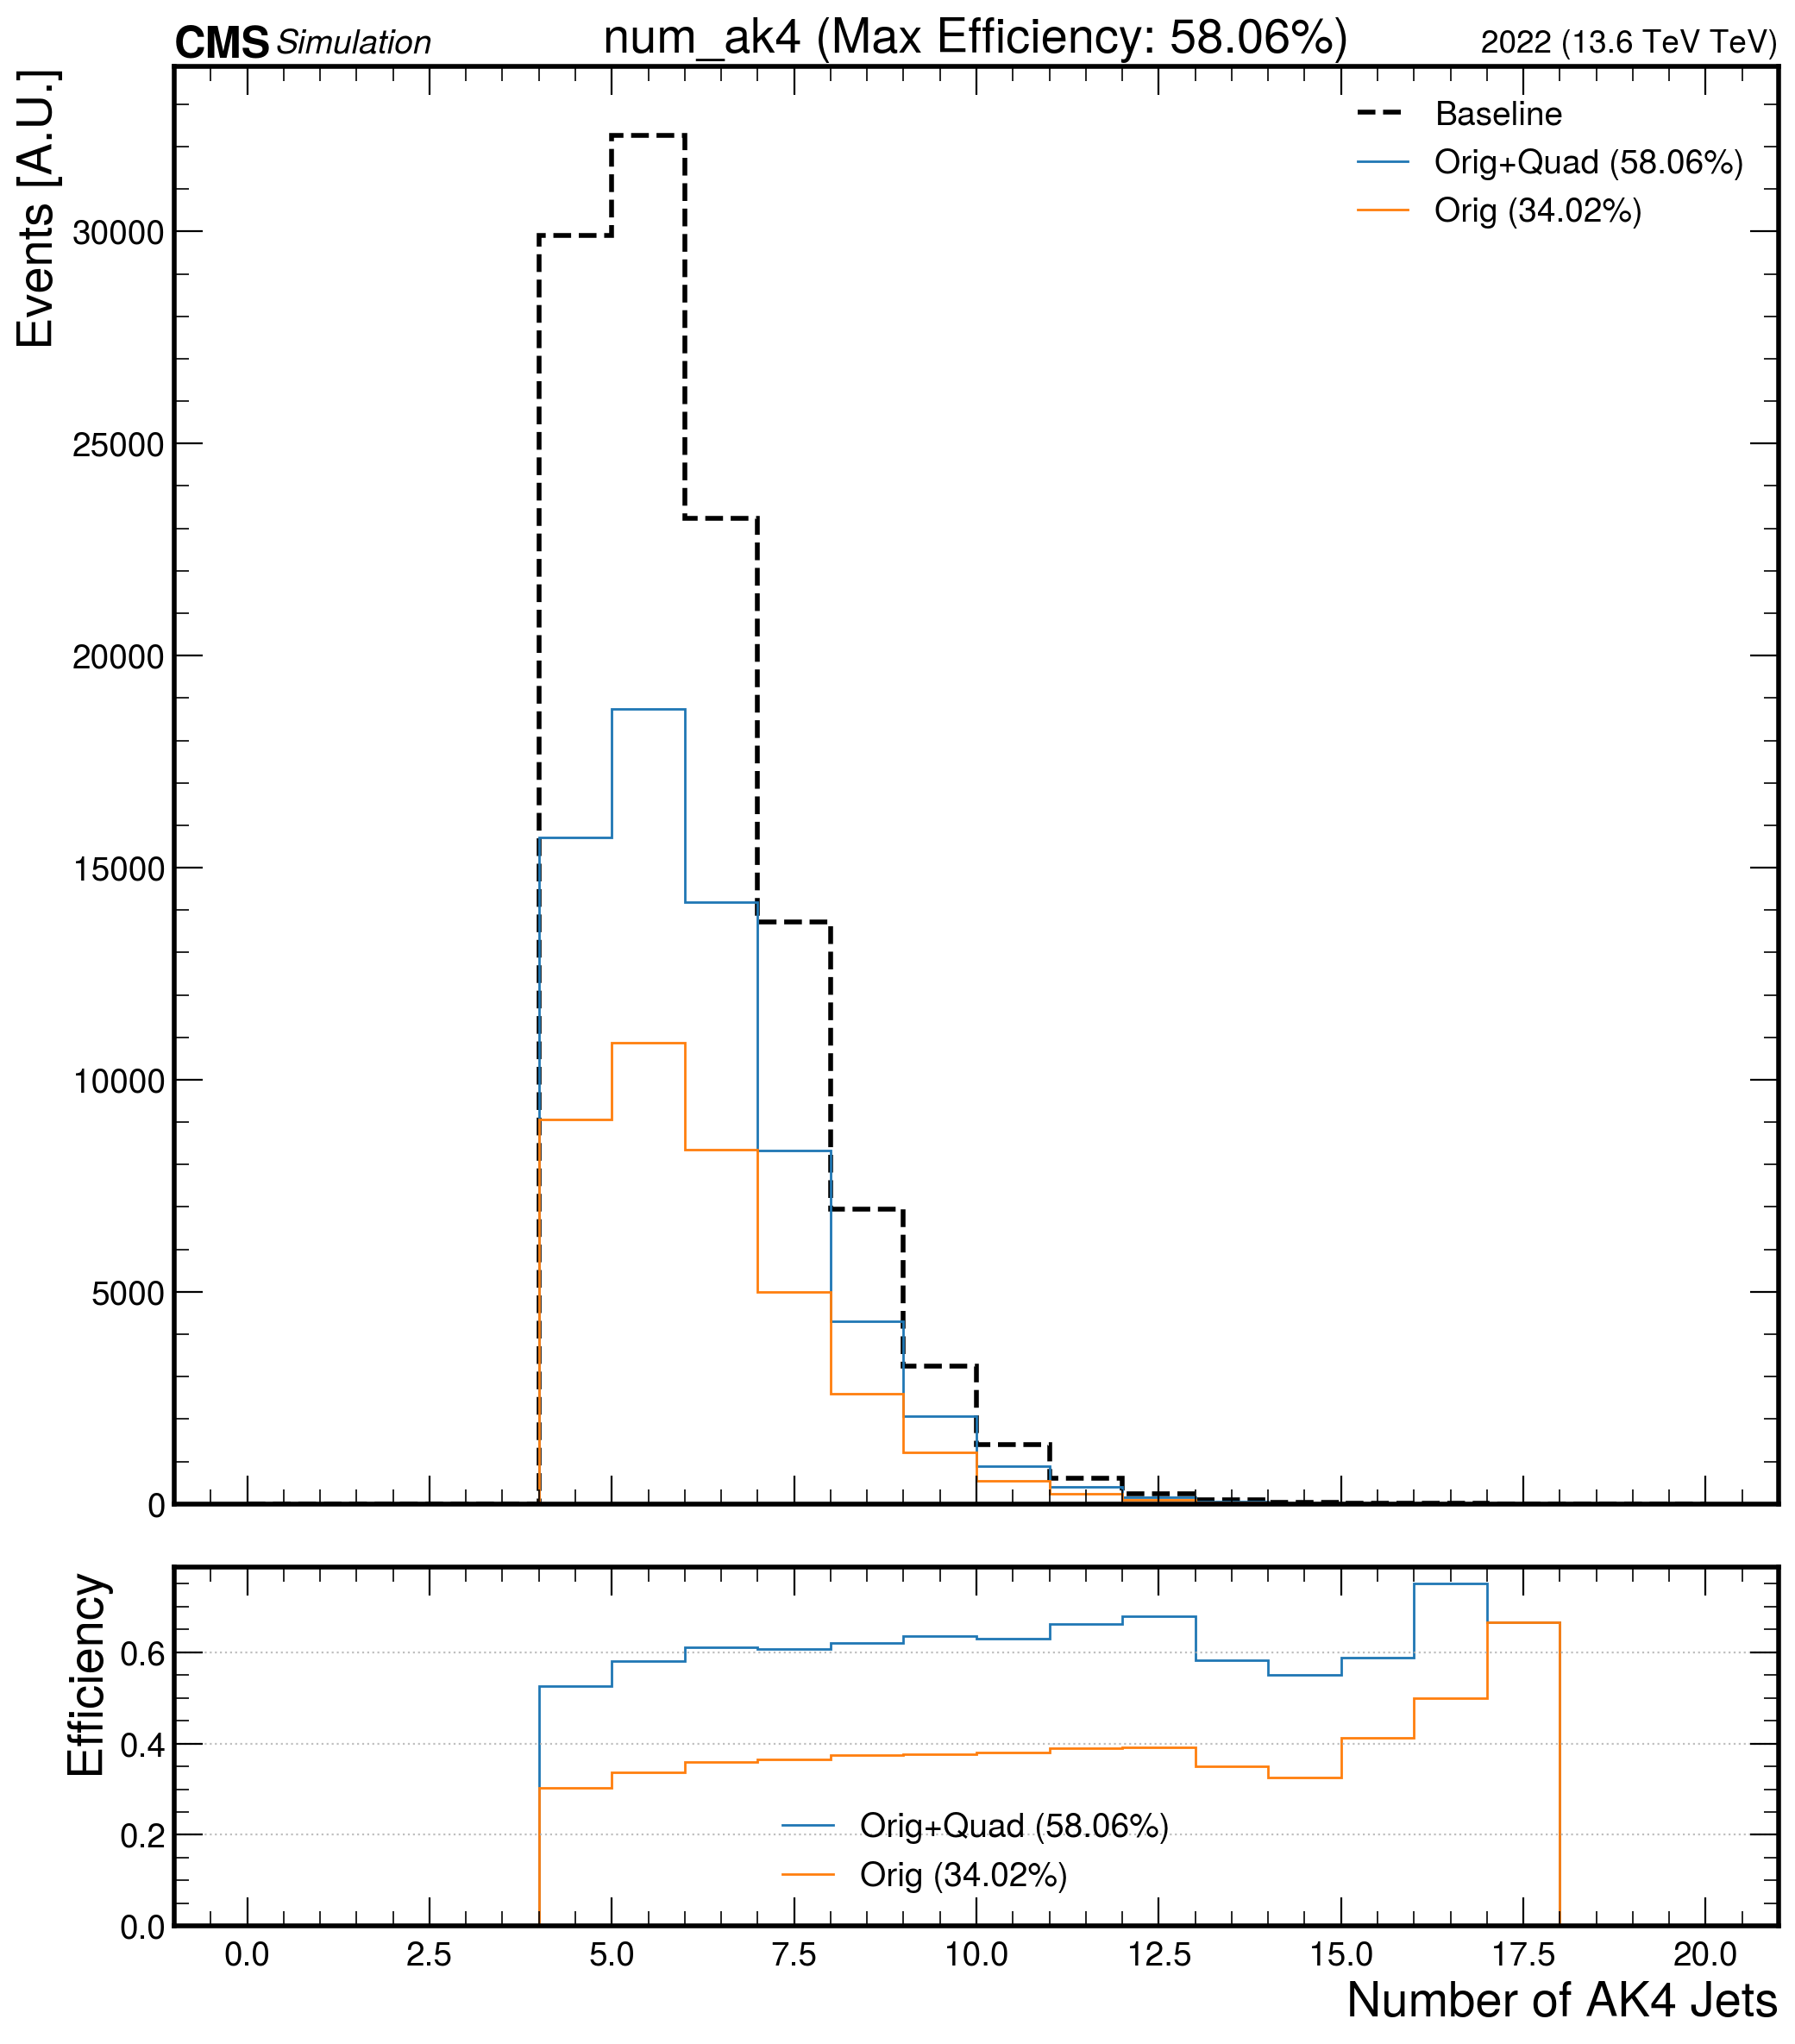 CMS Simulation num_ak4 (Max Efficiency: 58.06%) 2022 (13.6 TeV TeV)
Events [A.U.]
Baseline
Orig+Quad (58.06%)
Orig (34.02%)
30000
25000
20000
15000
10000
5000
0
Efficiency
0.6
0.4
0.2
0.0
Orig+Quad (58.06%)
Orig (34.02%)
0.0 2.5 5.0 7.5 10.0 12.5 15.0 17.5 20.0
Number of AK4 Jets